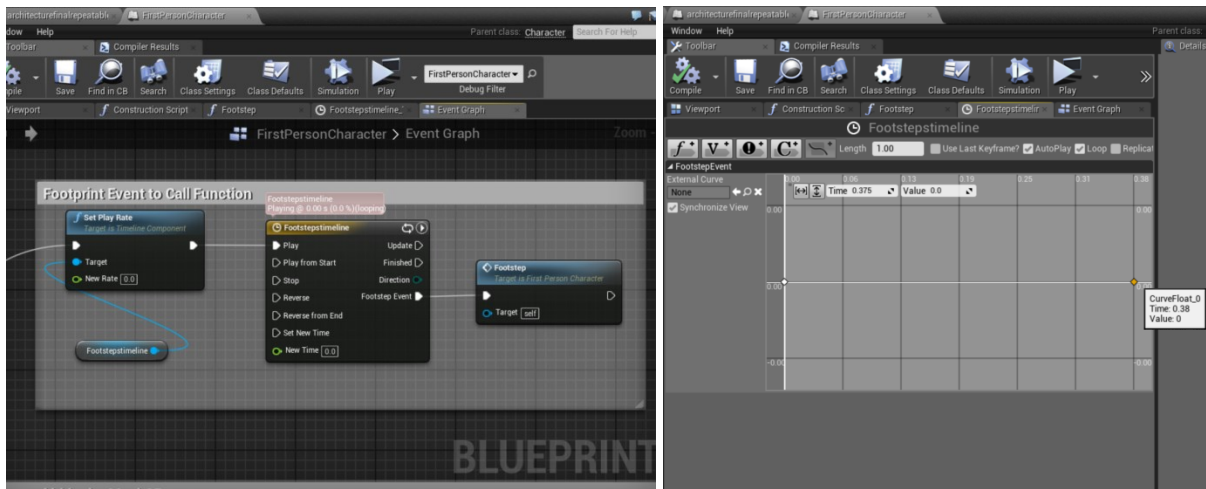 architecturefinalrepeatable
FirstPersonCharacter
dow Help
Parent class: Character
Search For Help
Toolbar
Compiler Results
pile
Save
Find in CB
Search
Class Settings
Class Defaults
Simulation
Play
FirstPersonCharacter
Debug Filter
Viewport
Construction Script
Footstep
Footstepstimeline_
Event Graph
FirstPersonCharacter > Event Graph
Zoom
Footprint Event to Call Function
Set Play Rate
Target is Timeline Component
Target
New Rate 0.0
Footstepstimeline
Footstepstimeline
Playing @ 0.00 s (0.0 %)(looping)
Footstepstimeline
Play
Update
Play from Start
Finished
Stop
Direction
Reverse
Footstep Event
Reverse from End
Set New Time
New Time 0.0
Footstep
Target is First Person Character
Target self
BLUEPRINT
architecturefinalrepeatable
FirstPersonCharacter
Window Help
Parent class:
Toolbar
Compiler Results
Details
Compile
Save
Find in CB
Search
Class Settings
Class Defaults
Simulation
Play
Viewport
Construction Sc
Footstep
Footstepstimelin
Event Graph
Footstepstimeline
f V C
Length 1.00
Use Last Keyframe?
AutoPlay
Loop
Replicat
FootstepEvent
External Curve
None
Synchronize View
0.00 0.06 0.13 0.19 0.25 0.31 0.38
Time 0.375
Value 0.0
0.00 0.00
0.00 0.00
-0.00 -0.00
CurveFloat_0
Time: 0.38
Value: 0